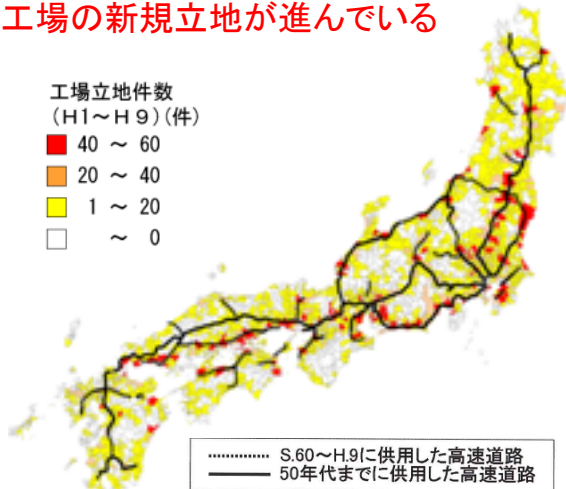 工場の新規立地が進んでいる
工場立地件数
(H1～H９)(件)
40 ～ 60
20 ～ 40
1 ～ 20
～ 0
S.60～H.9に供用した高速道路
50年代までに供用した高速道路